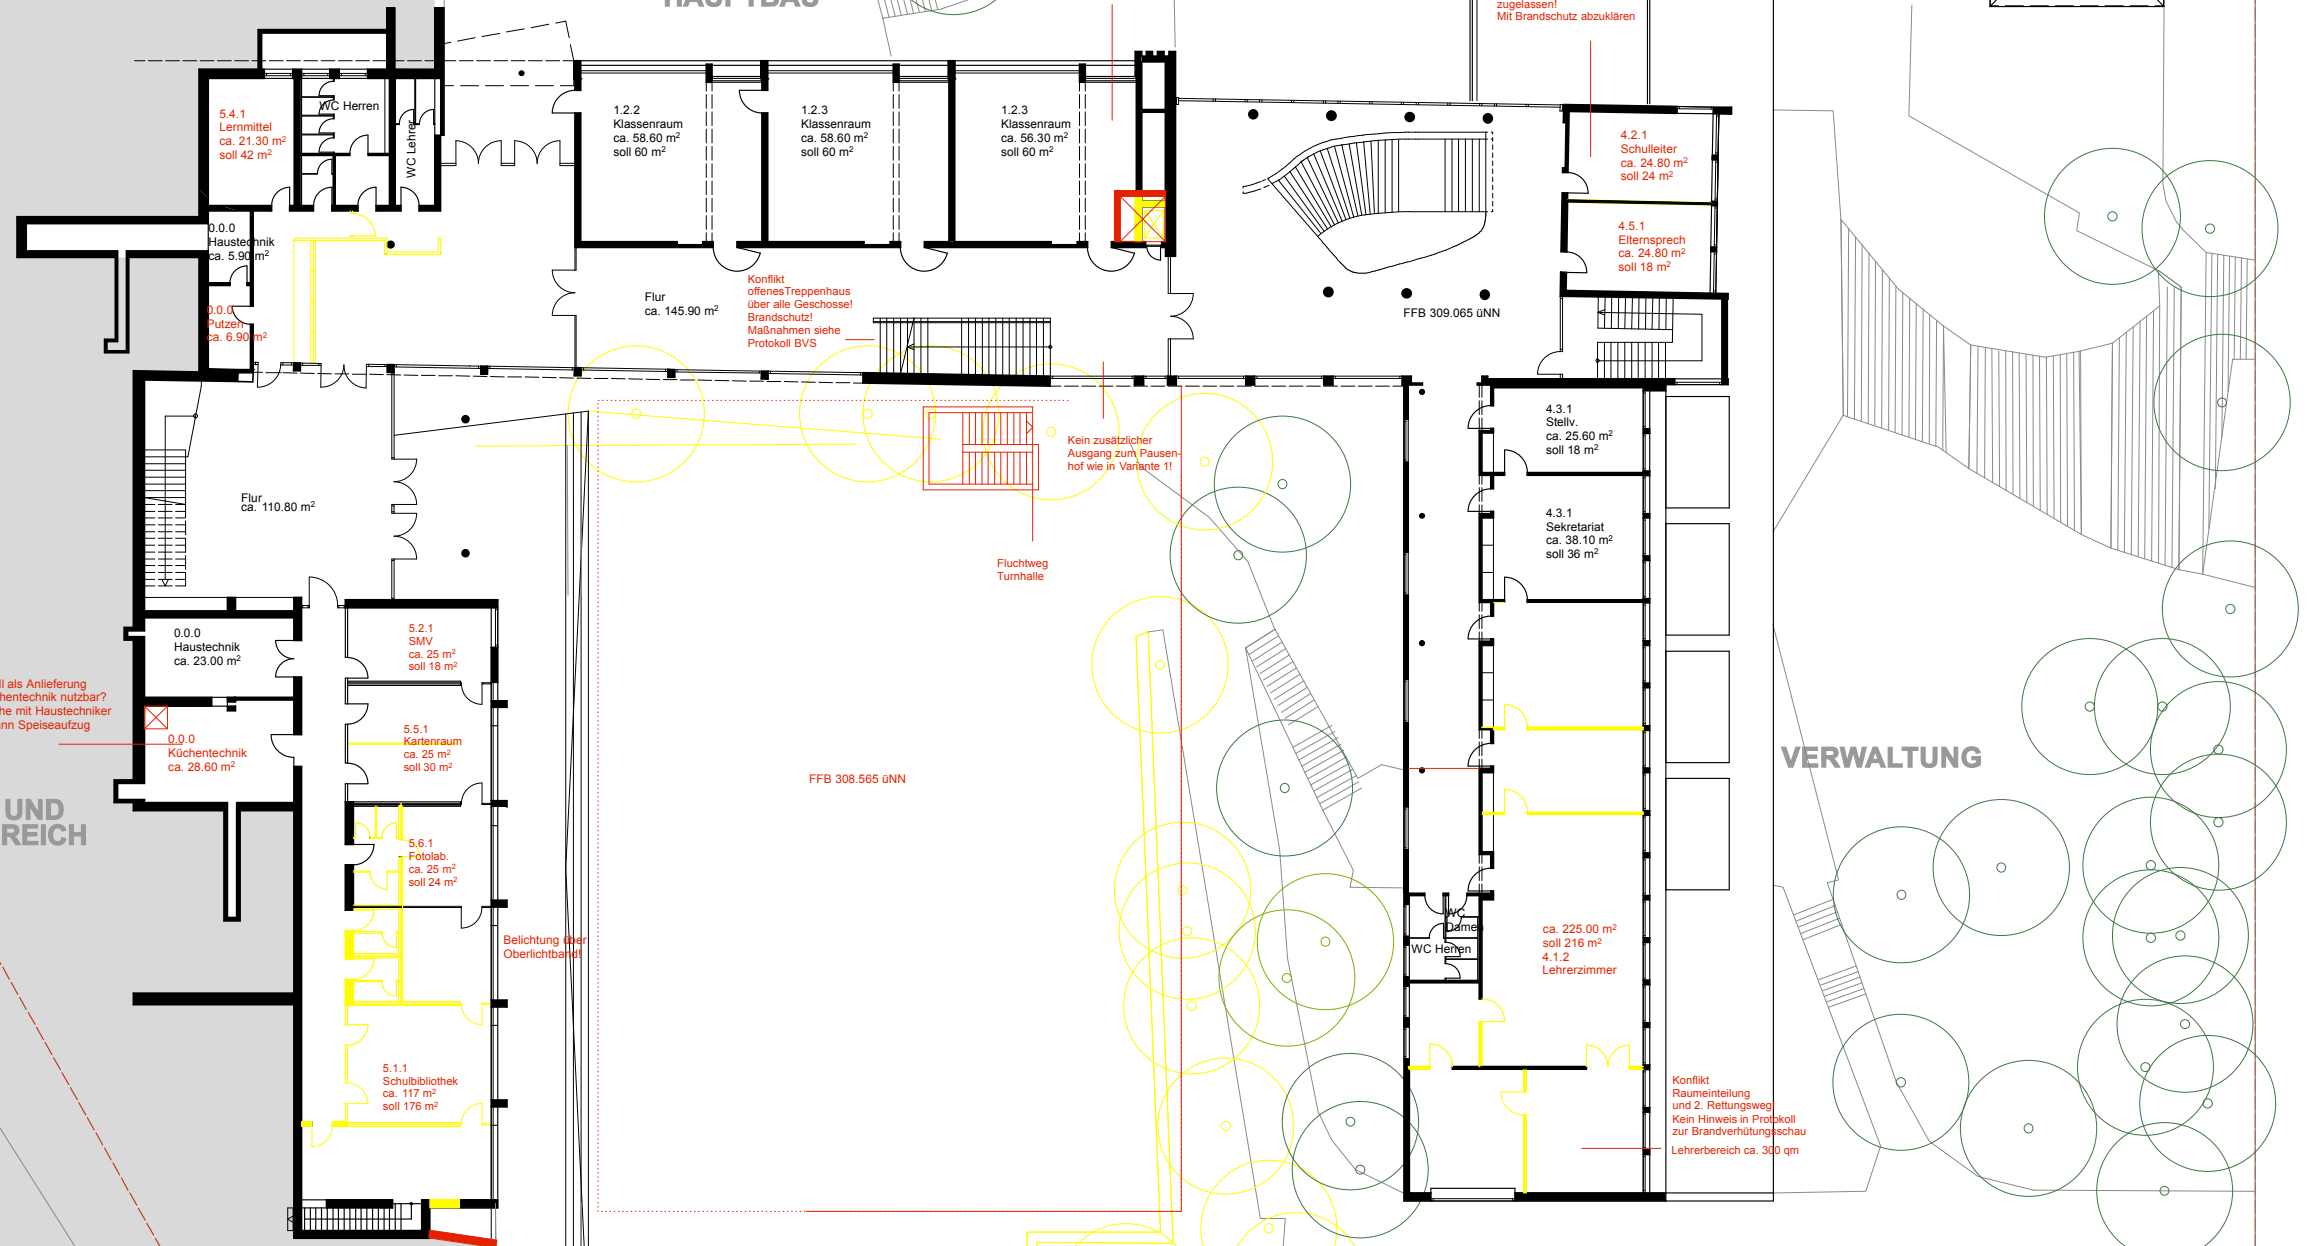 HAUPTBAU
zugelassen!
Mit Brandschutz abzuklären
5.4.1
Lernmittel
ca. 21.30 m²
soll 42 m²
WC Herren
WC Lehrer
1.2.2
Klassenraum
ca. 58.60 m²
soll 60 m²
1.2.3
Klassenraum
ca. 58.60 m²
soll 60 m²
1.2.3
Klassenraum
ca. 56.30 m²
soll 60 m²
4.2.1
Schulleiter
ca. 24.80 m²
soll 24 m²
4.5.1
Elternsprech
ca. 24.80 m²
soll 18 m²
0.0.0
Haustechnik
ca. 5.90 m²
0.0.0
Putzen
ca. 6.90 m²
Flur
ca. 145.90 m²
Konflikt
offenesTreppenhaus
über alle Geschosse!
Brandschutz!
Maßnahmen siehe
Protokoll BVS
FFB 309.065 üNN
Kein zusätzlicher
Ausgang zum Pausen-
hof wie in Variante 1!
4.3.1
Stellv.
ca. 25.60 m²
soll 18 m²
Flur
ca. 110.80 m²
4.3.1
Sekretariat
ca. 38.10 m²
soll 36 m²
Fluchtweg
Turnhalle
0.0.0
Haustechnik
ca. 23.00 m²
5.2.1
SMV
ca. 25 m²
soll 18 m²
ll als Anlieferung
hentechnik nutzbar?
he mit Haustechniker
nn Speiseaufzug
0.0.0
Küchentechnik
ca. 28.60 m²
5.5.1
Kartenraum
ca. 25 m²
soll 30 m²
FFB 308.565 üNN
VERWALTUNG
UND
REICH
5.6.1
Fotolab.
ca. 25 m²
soll 24 m²
Belichtung über
Oberlichtband!
WC
Damen
WC Herren
ca. 225.00 m²
soll 216 m²
4.1.2
Lehrerzimmer
5.1.1
Schulbibliothek
ca. 117 m²
soll 176 m²
Konflikt
Raumeinteilung
und 2. Rettungsweg
Kein Hinweis in Protokoll
zur Brandverhütungsschau
Lehrerbereich ca. 300 qm